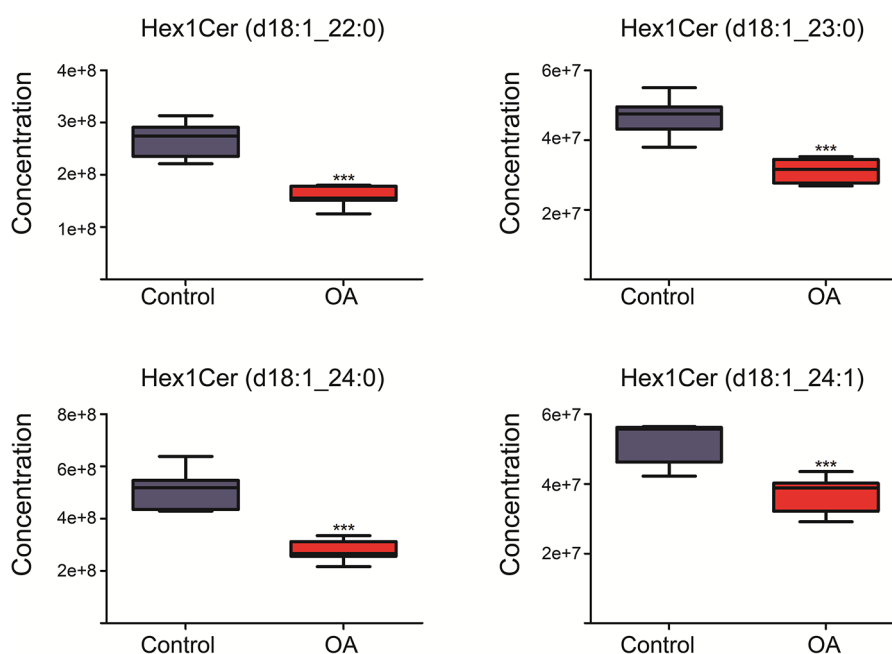 Hex1Cer (d18:1_22:0)
Concentration
4e+8
3e+8
2e+8
1e+8
***
Control
OA
Hex1Cer (d18:1_23:0)
Concentration
6e+7
4e+7
2e+7
***
Control
OA
Hex1Cer (d18:1_24:0)
Concentration
8e+8
6e+8
4e+8
2e+8
***
Control
OA
Hex1Cer (d18:1_24:1)
Concentration
6e+7
4e+7
2e+7
***
Control
OA